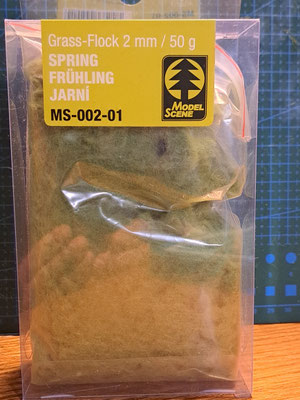 Grass-Flock 2 mm / 50 g
SPRING
FRÜHLING
JARNÍ
MS-002-01
MODEL
SCENE